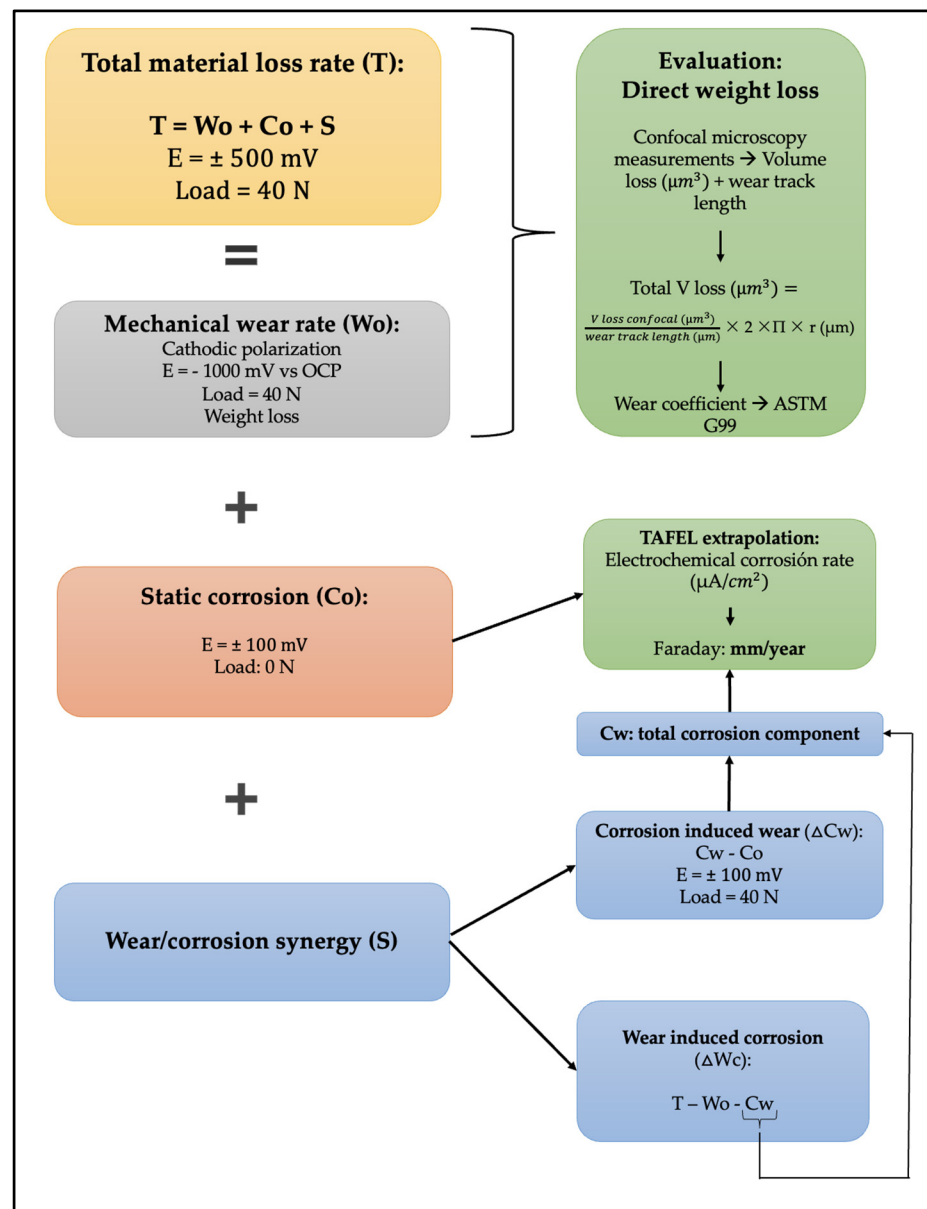 Total material loss rate (T):
T = Wo + Co + S
E = ± 500 mV
Load = 40 N
=
Mechanical wear rate (Wo):
Cathodic polarization
E = - 1000 mV vs OCP
Load = 40 N
Weight loss
+
Static corrosion (Co):
E = ± 100 mV
Load: 0 N
+
Wear/corrosion synergy (S)
Evaluation:
Direct weight loss
Confocal microscopy
measurements → Volume
loss (μm³) + wear track
length
Total V loss (μm³) =
V loss confocal (μm³)
wear track length (μm)
× 2 × Π × r (μm)
Wear coefficient → ASTM
G99
TAFEL extrapolation:
Electrochemical corrosión rate
(μA/cm²)
Faraday: mm/year
Cw: total corrosion component
Corrosion induced wear (△Cw):
Cw - Co
E = ± 100 mV
Load = 40 N
Wear induced corrosion
(△Wc):
T – Wo - Cw